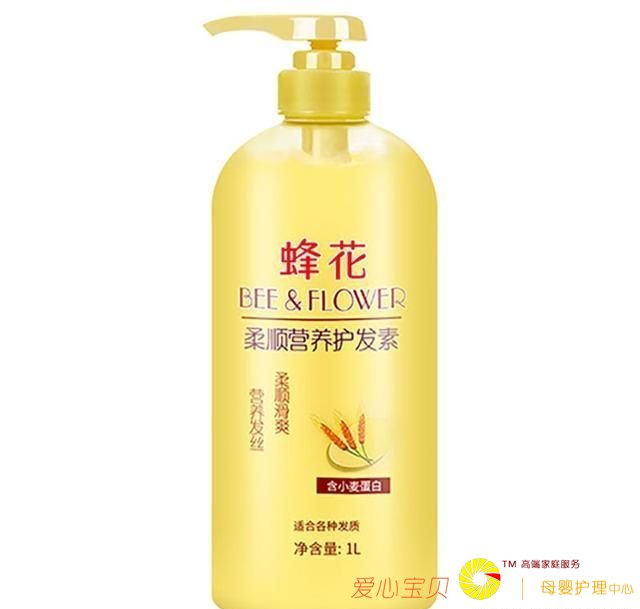 蜂花
BEE & FLOWER
柔顺营养护发素
柔顺滑爽
营养发丝
含小麦蛋白
适合各种发质
净含量: 1L
爱心宝贝
TM 高端家庭服务
母婴护理中心